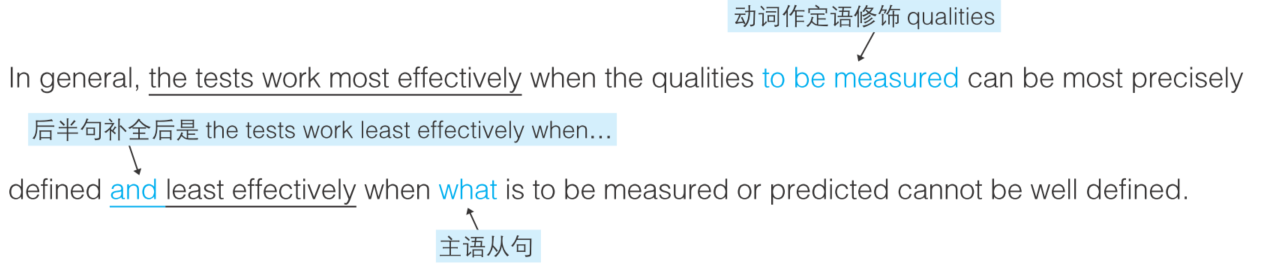 动词作定语修饰 qualities
In general, the tests work most effectively when the qualities to be measured can be most precisely
后半句补全后是 the tests work least effectively when…
defined and least effectively when what is to be measured or predicted cannot be well defined.
主语从句